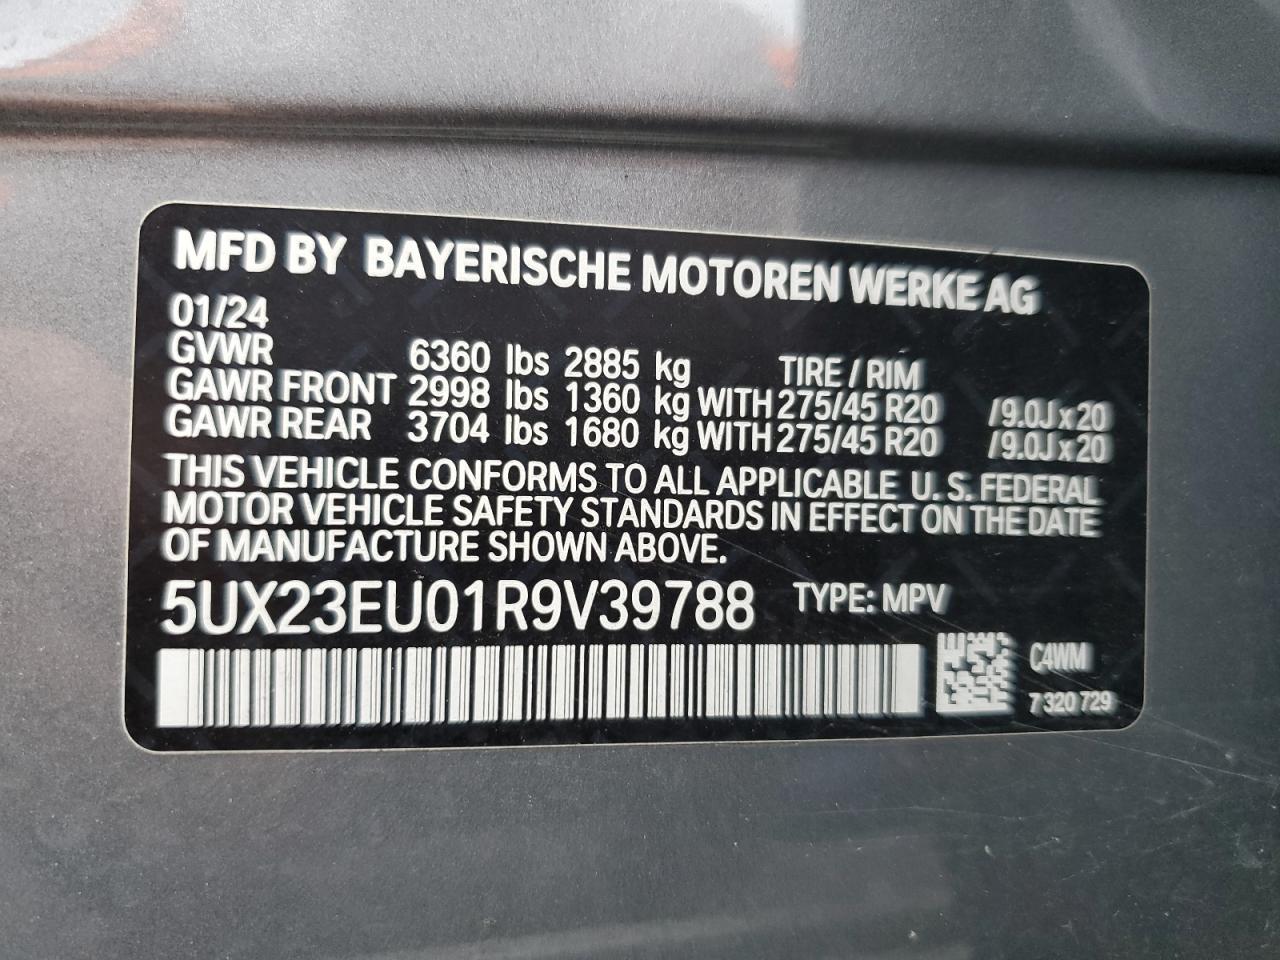 MFD BY BAYERISCHE MOTOREN WERKE AG
01/24
GVWR 6360 lbs 2885 kg TIRE / RIM
GAWR FRONT 2998 lbs 1360 kg WITH 275/45 R20 /9.0J x 20
GAWR REAR 3704 lbs 1680 kg WITH 275/45 R20 /9.0J x 20
THIS VEHICLE CONFORMS TO ALL APPLICABLE U. S. FEDERAL
MOTOR VEHICLE SAFETY STANDARDS IN EFFECT ON THE DATE
OF MANUFACTURE SHOWN ABOVE.
5UX23EU01R9V39788 TYPE: MPV
C4WM
7 320 729